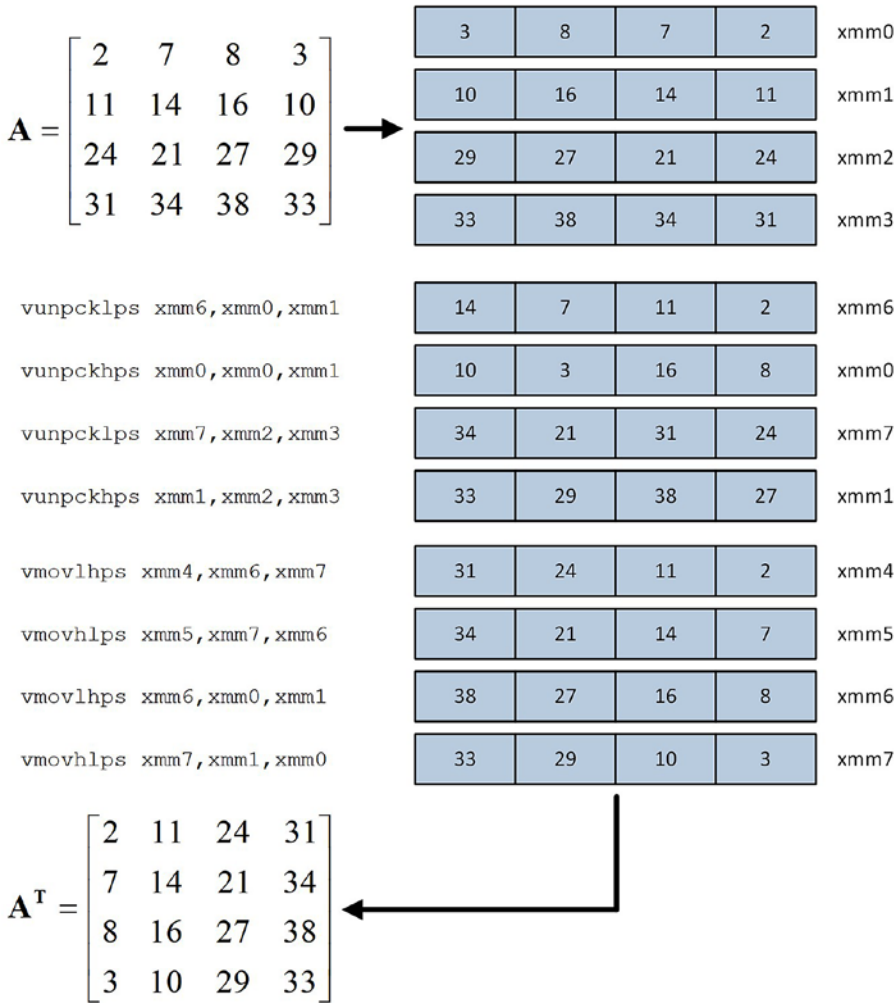 2 7 8 3
11 14 16 10
A =
24 21 27 29
31 34 38 33
3 8 7 2 xmm0
10 16 14 11 xmm1
29 27 21 24 xmm2
33 38 34 31 xmm3
vunpcklps xmm6,xmm0,xmm1 14 7 11 2 xmm6
vunpckhps xmm0,xmm0,xmm1 10 3 16 8 xmm0
vunpcklps xmm7,xmm2,xmm3 34 21 31 24 xmm7
vunpckhps xmm1,xmm2,xmm3 33 29 38 27 xmm1
vmovlhps xmm4,xmm6,xmm7 31 24 11 2 xmm4
vmovhlps xmm5,xmm7,xmm6 34 21 14 7 xmm5
vmovlhps xmm6,xmm0,xmm1 38 27 16 8 xmm6
vmovhlps xmm7,xmm1,xmm0 33 29 10 3 xmm7
2 11 24 31
7 14 21 34
Aᵀ =
8 16 27 38
3 10 29 33